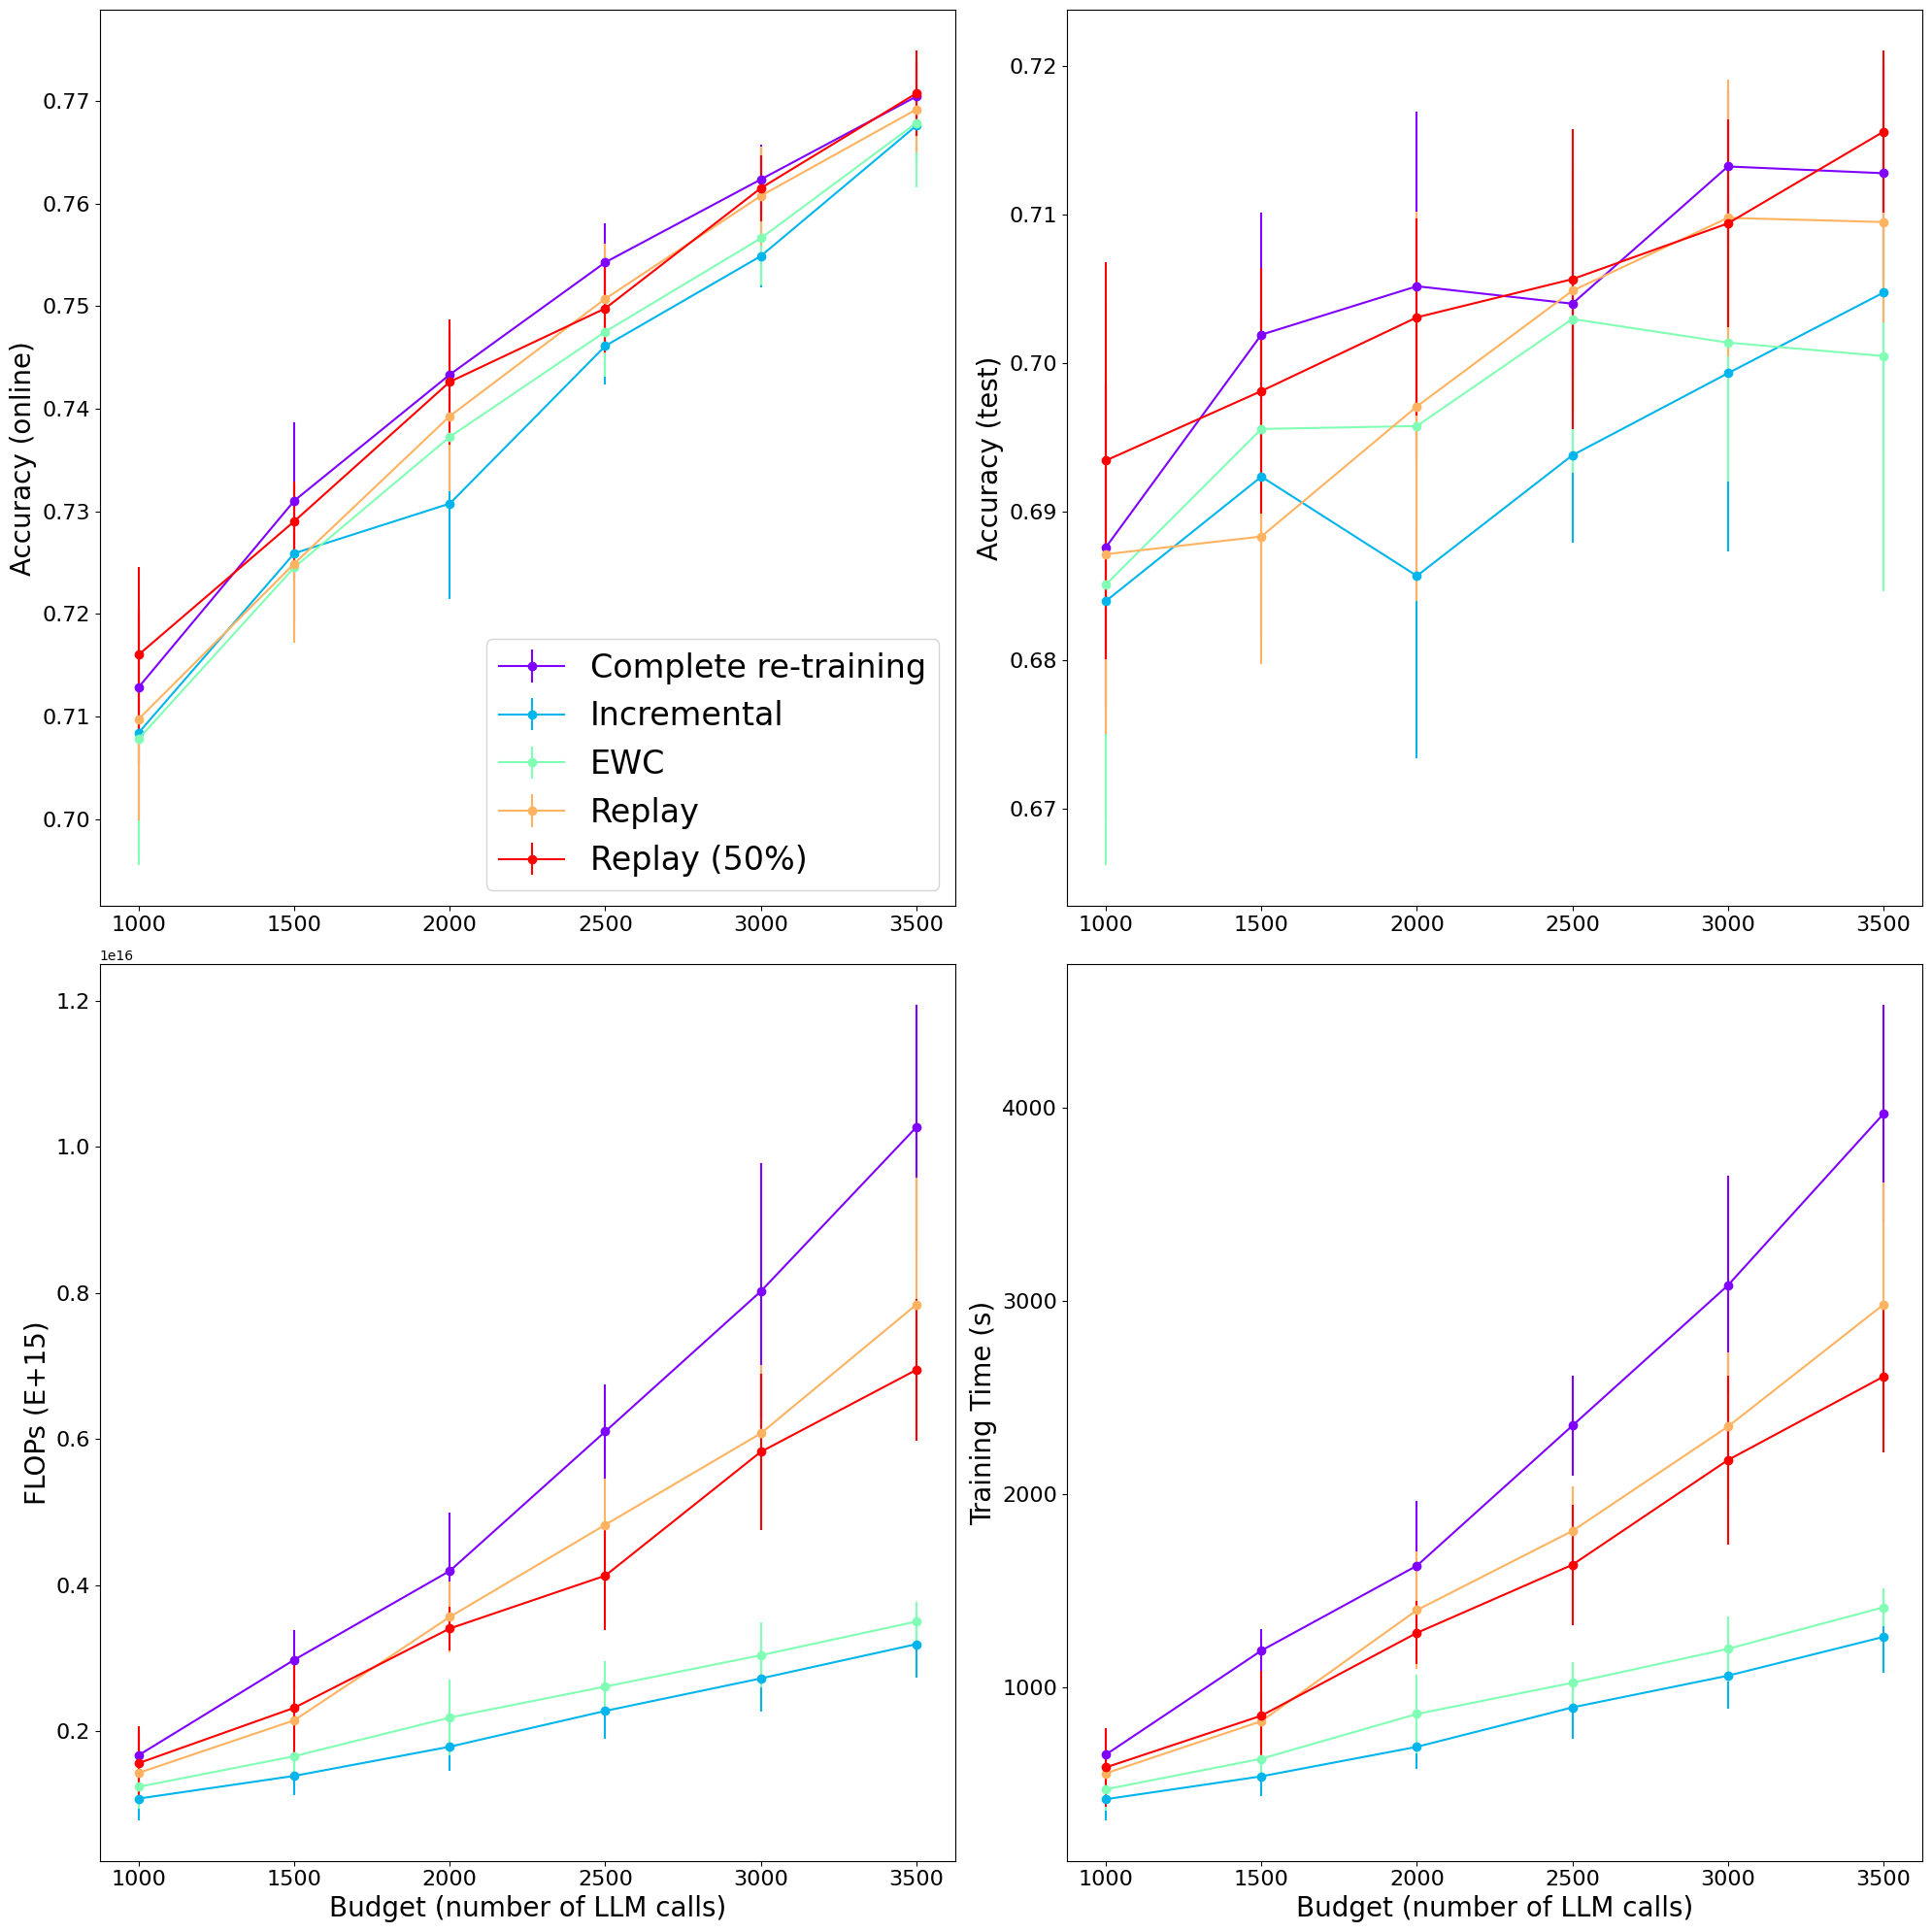 Accuracy (online)
0.77
0.76
0.75
0.74
0.73
0.72
0.71
0.70
1000 1500 2000 2500 3000 3500
Complete re-training
Incremental
EWC
Replay
Replay (50%)
Accuracy (test)
0.72
0.71
0.70
0.69
0.68
0.67
1000 1500 2000 2500 3000 3500
1e16
FLOPs (E+15)
1.2
1.0
0.8
0.6
0.4
0.2
1000 1500 2000 2500 3000 3500
Budget (number of LLM calls)
Training Time (s)
4000
3000
2000
1000
1000 1500 2000 2500 3000 3500
Budget (number of LLM calls)